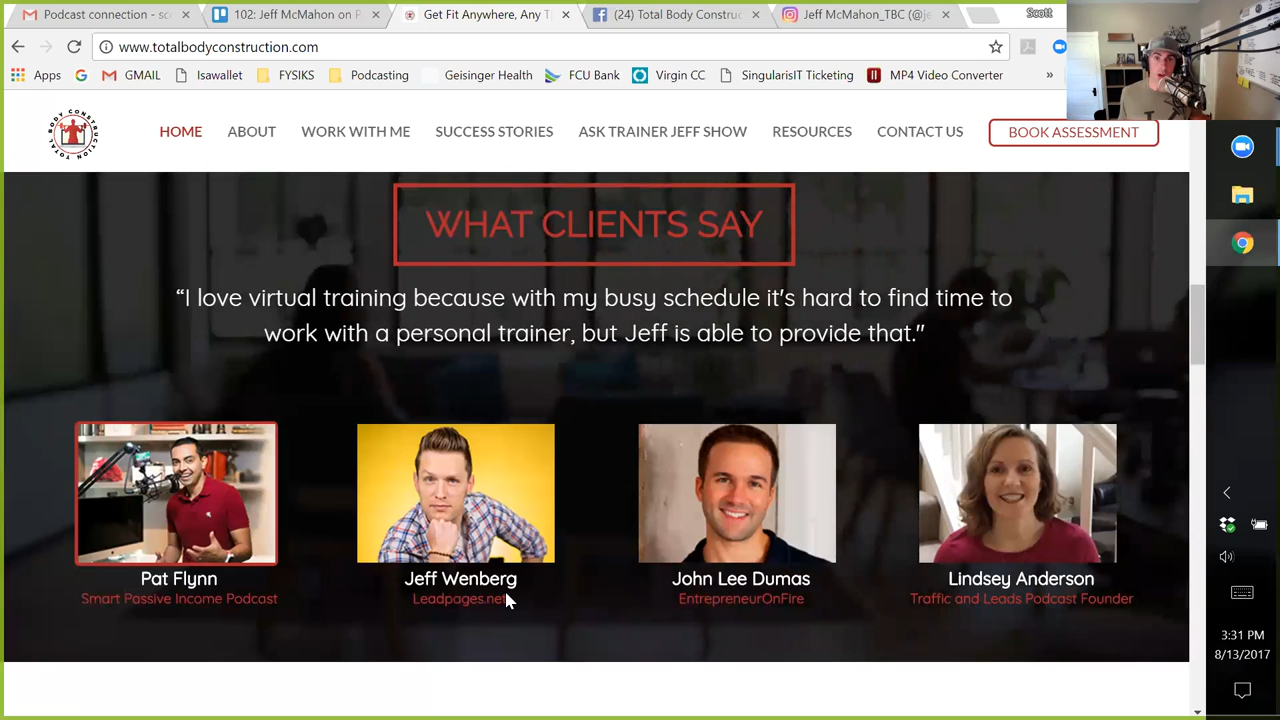 Podcast connection - sc
102: Jeff McMahon on P
Get Fit Anywhere, Any T
(24) Total Body Construc
Jeff McMahon_TBC (@je
Scott
www.totalbodyconstruction.com
Apps
GMAIL
Isawallet
FYSIKS
Podcasting
Geisinger Health
FCU Bank
Virgin CC
SingularisIT Ticketing
MP4 Video Converter
»
BODY CONSTRUCTION TOTAL
HOME
ABOUT
WORK WITH ME
SUCCESS STORIES
ASK TRAINER JEFF SHOW
RESOURCES
CONTACT US
BOOK ASSESSMENT
WHAT CLIENTS SAY
“I love virtual training because with my busy schedule it's hard to find time to
work with a personal trainer, but Jeff is able to provide that."
Pat Flynn
Smart Passive Income Podcast
Jeff Wenberg
Leadpages.net
John Lee Dumas
EntrepreneurOnFire
Lindsey Anderson
Traffic and Leads Podcast Founder
3:31 PM
8/13/2017